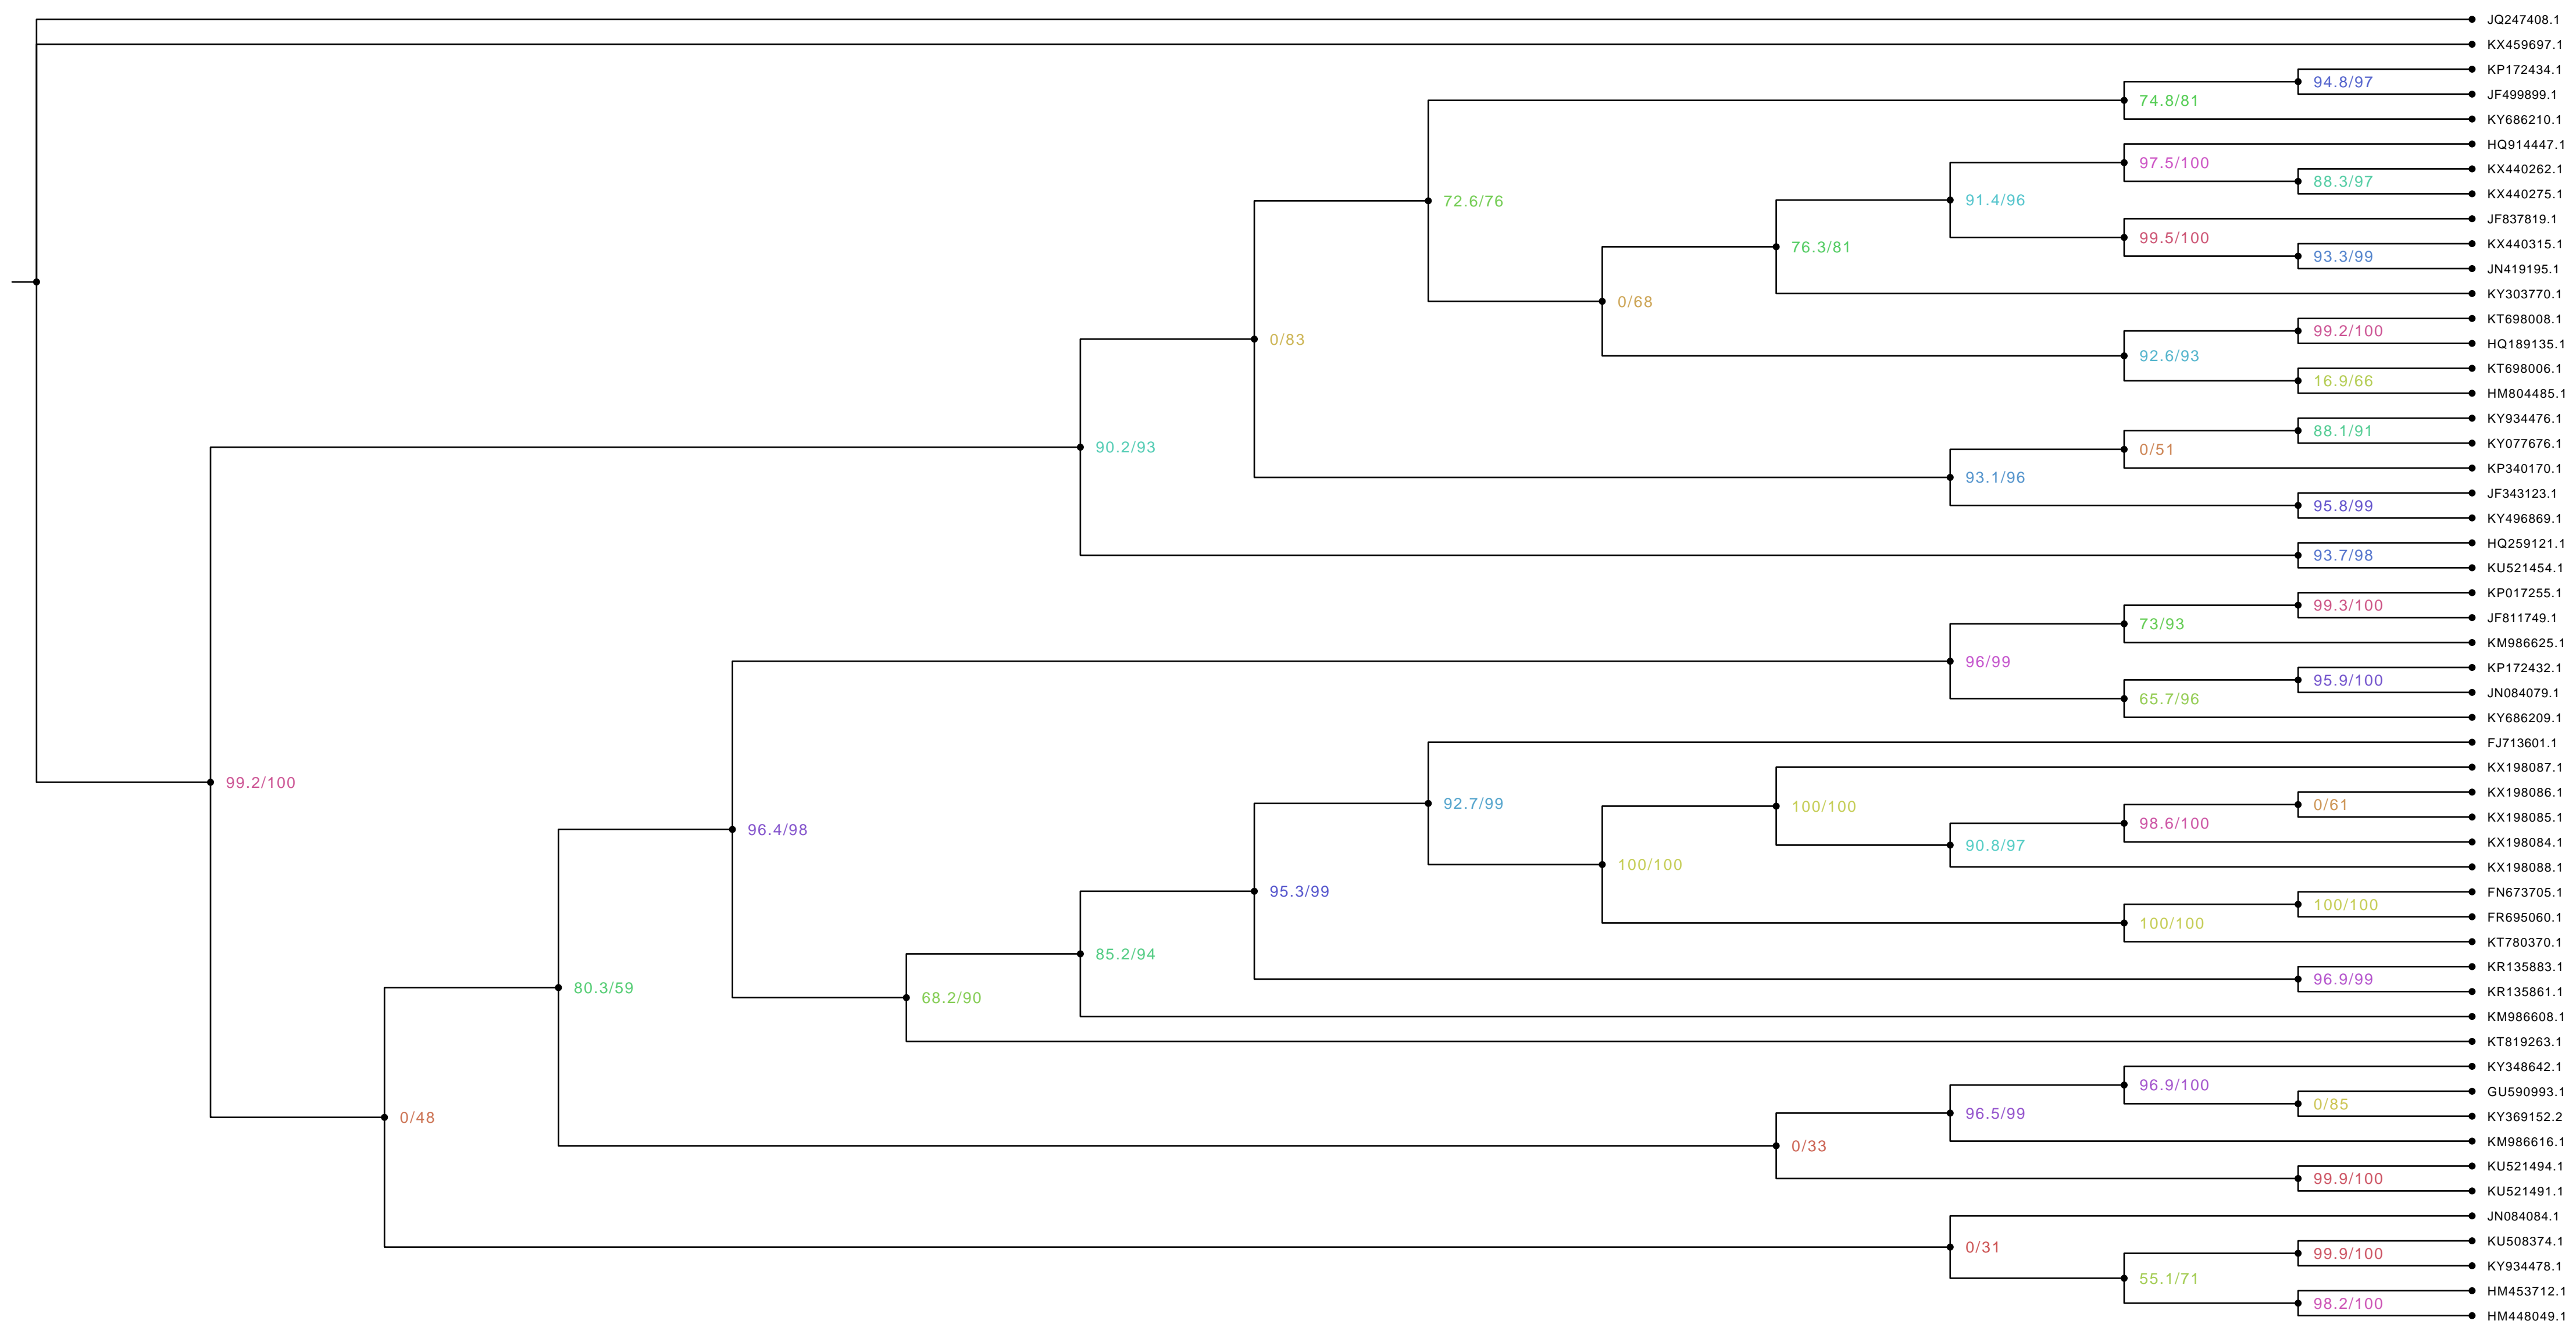 JQ247408.1
KX459697.1
KP172434.1
94.8/97
JF499899.1
74.8/81
KY686210.1
HQ914447.1
97.5/100
KX440262.1
88.3/97
KX440275.1
72.6/76
91.4/96
JF837819.1
99.5/100
KX440315.1
76.3/81
93.3/99
JN419195.1
KY303770.1
0/68
KT698008.1
99.2/100
0/83
HQ189135.1
92.6/93
KT698006.1
16.9/66
HM804485.1
KY934476.1
88.1/91
KY077676.1
90.2/93
0/51
KP340170.1
93.1/96
JF343123.1
95.8/99
KY496869.1
HQ259121.1
93.7/98
KU521454.1
KP017255.1
99.3/100
JF811749.1
73/93
KM986625.1
96/99
KP172432.1
95.9/100
JN084079.1
65.7/96
KY686209.1
FJ713601.1
KX198087.1
99.2/100
KX198086.1
92.7/99
0/61
100/100
KX198085.1
98.6/100
96.4/98
KX198084.1
90.8/97
100/100
KX198088.1
95.3/99
FN673705.1
100/100
FR695060.1
100/100
KT780370.1
85.2/94
KR135883.1
96.9/99
80.3/59
KR135861.1
68.2/90
KM986608.1
KT819263.1
KY348642.1
96.9/100
GU590993.1
0/85
96.5/99
KY369152.2
0/48
KM986616.1
0/33
KU521494.1
99.9/100
KU521491.1
JN084084.1
KU508374.1
0/31
99.9/100
KY934478.1
55.1/71
HM453712.1
98.2/100
HM448049.1